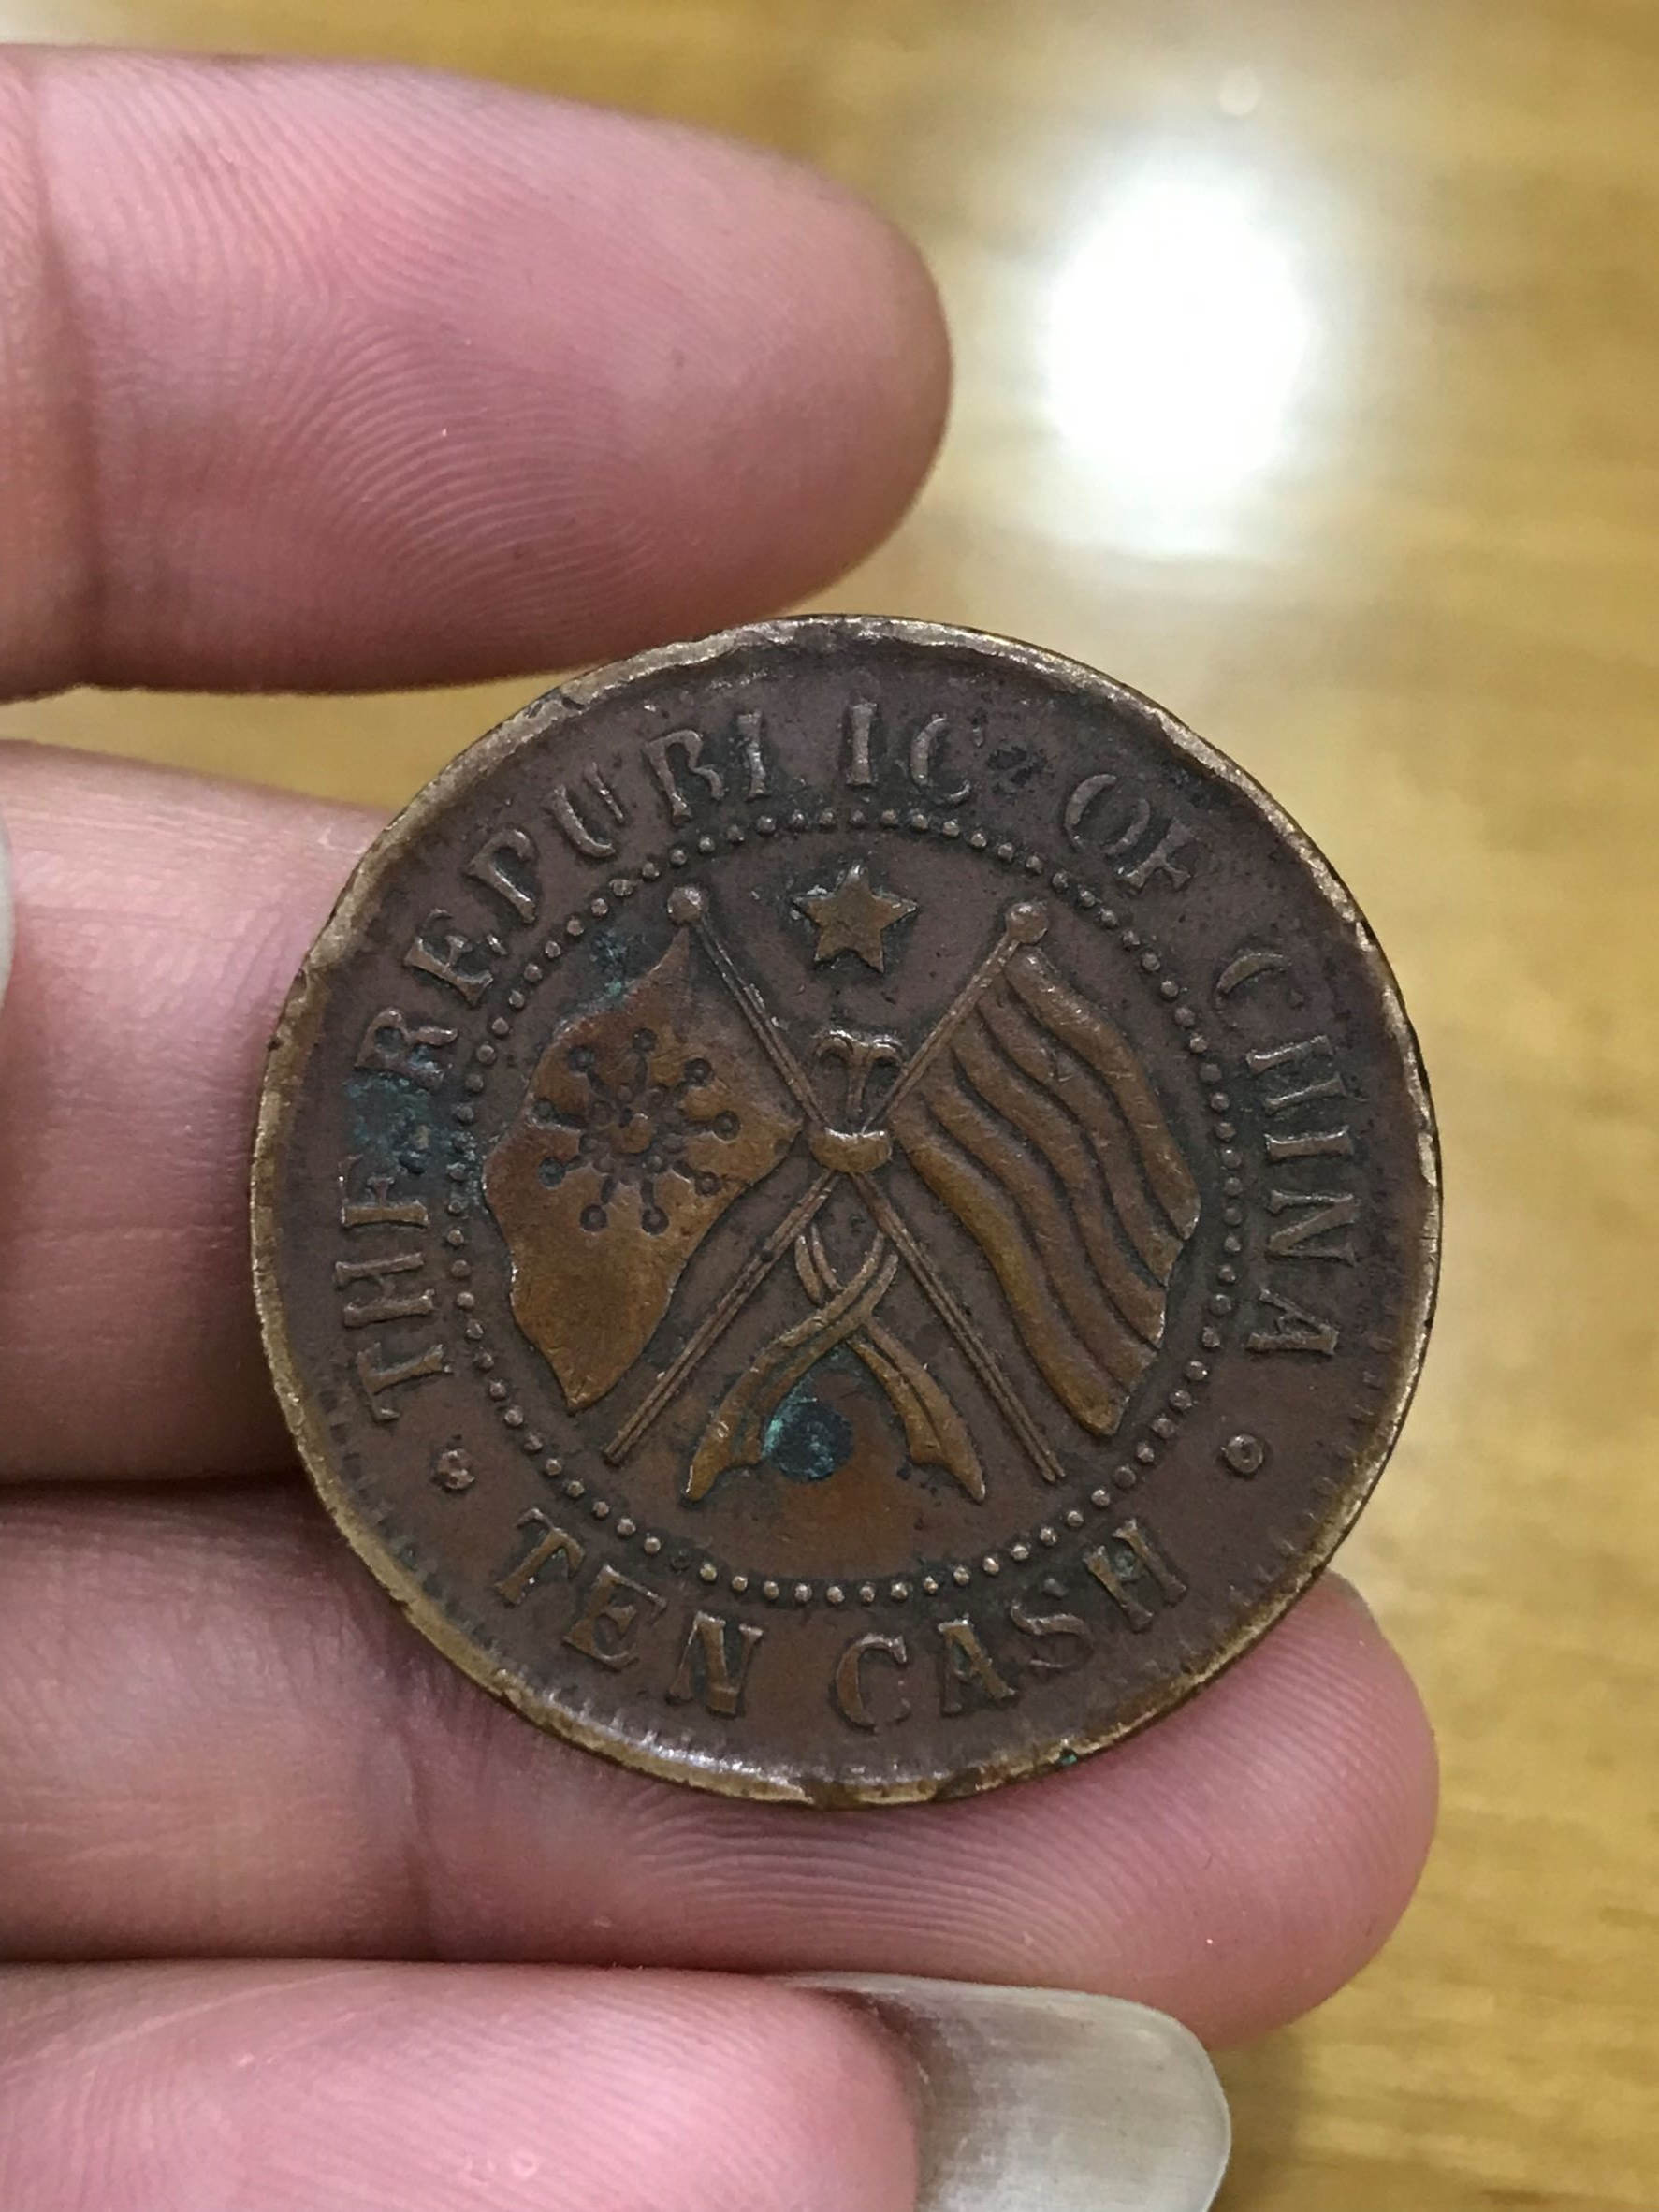 THE REPUBLIC OF CHINA
TEN CASH